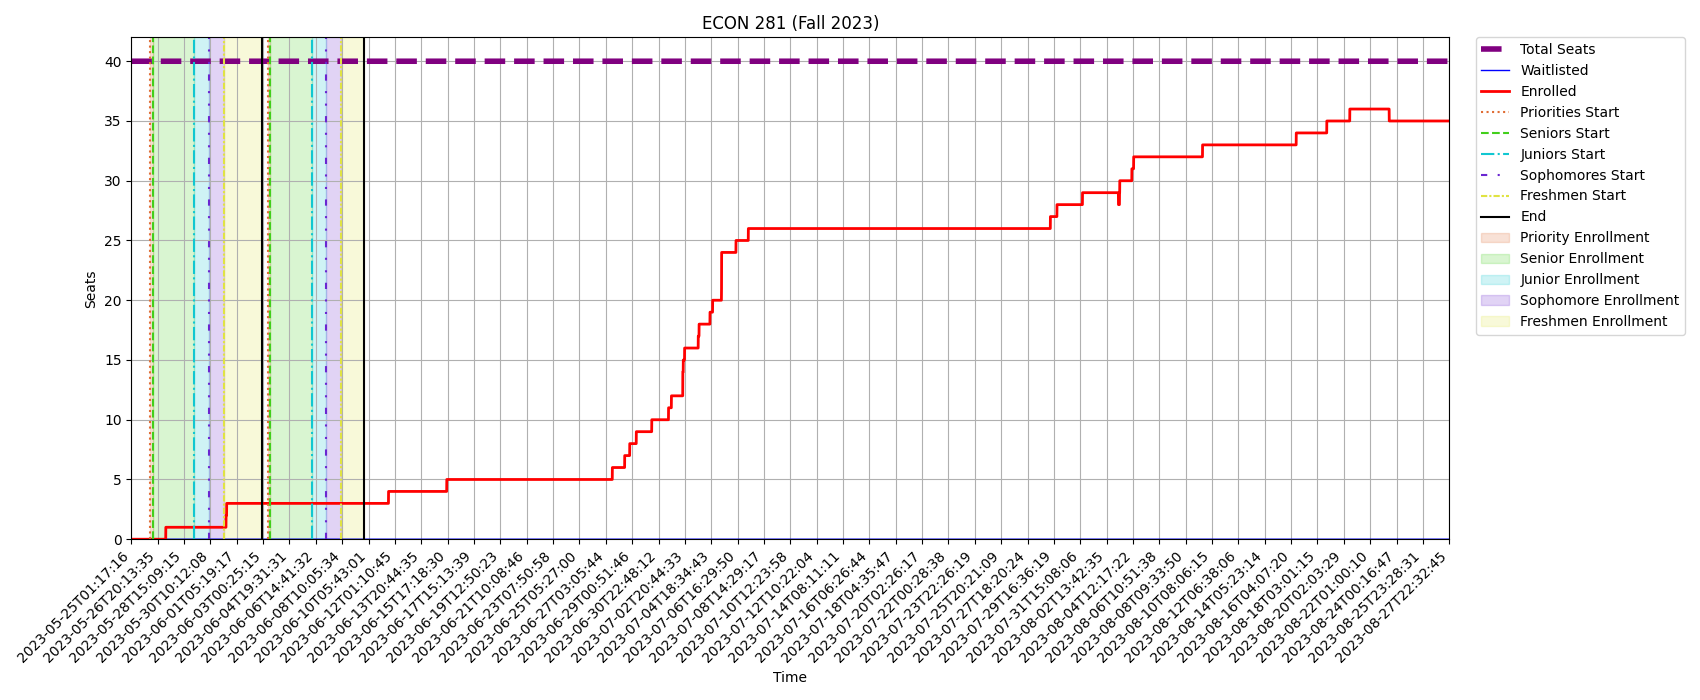 ECON 281 (Fall 2023)
Seats
40
35
30
25
20
15
10
5
0
2023-05-25T01:17:16
2023-05-26T20:13:35
2023-05-28T15:09:15
2023-05-30T10:12:08
2023-06-01T05:19:17
2023-06-03T00:25:15
2023-06-04T19:31:31
2023-06-06T14:41:32
2023-06-08T10:05:34
2023-06-10T05:43:01
2023-06-12T01:10:45
2023-06-13T20:44:35
2023-06-15T17:18:30
2023-06-17T15:13:39
2023-06-19T12:50:23
2023-06-21T10:08:46
2023-06-23T07:50:58
2023-06-25T05:27:00
2023-06-27T03:05:44
2023-06-29T00:51:46
2023-06-30T22:48:12
2023-07-02T20:44:33
2023-07-04T18:34:43
2023-07-06T16:29:50
2023-07-08T14:29:17
2023-07-10T12:23:58
2023-07-12T10:22:04
2023-07-14T08:11:11
2023-07-16T06:26:44
2023-07-18T04:35:47
2023-07-20T02:26:17
2023-07-22T00:28:38
2023-07-23T22:26:19
2023-07-25T20:21:09
2023-07-27T18:20:24
2023-07-29T16:36:19
2023-07-31T15:08:06
2023-08-02T13:42:35
2023-08-04T12:17:22
2023-08-06T10:51:38
2023-08-08T09:33:50
2023-08-10T08:06:15
2023-08-12T06:38:06
2023-08-14T05:23:14
2023-08-16T04:07:20
2023-08-18T03:01:15
2023-08-20T02:03:29
2023-08-22T01:00:10
2023-08-24T00:16:47
2023-08-25T23:28:31
2023-08-27T22:32:45
Time
Total Seats
Waitlisted
Enrolled
Priorities Start
Seniors Start
Juniors Start
Sophomores Start
Freshmen Start
End
Priority Enrollment
Senior Enrollment
Junior Enrollment
Sophomore Enrollment
Freshmen Enrollment